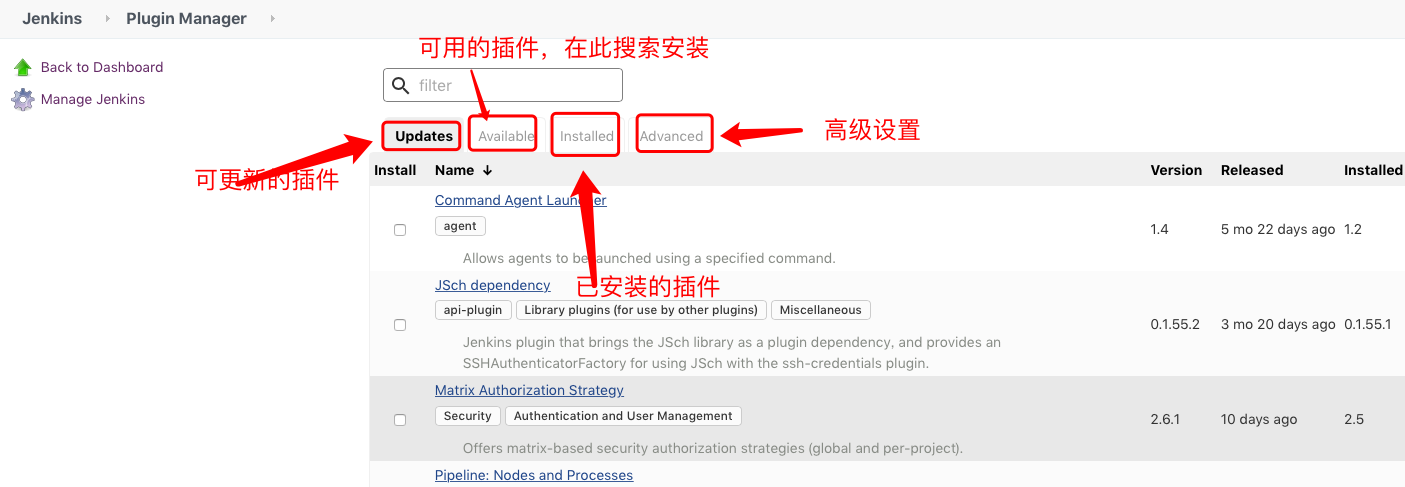 Jenkins Plugin Manager
可用的插件，在此搜索安装
Back to Dashboard
filter
Manage Jenkins
Updates Available Installed Advanced
高级设置
可更新的插件
Install Name ↓ Version Released Installed
Command Agent Launcher
agent
1.4 5 mo 22 days ago 1.2
Allows agents to be launched using a specified command.
JSch dependency
已安装的插件
api-plugin Library plugins (for use by other plugins) Miscellaneous
0.1.55.2 3 mo 20 days ago 0.1.55.1
Jenkins plugin that brings the JSch library as a plugin dependency, and provides an
SSHAuthenticatorFactory for using JSch with the ssh-credentials plugin.
Matrix Authorization Strategy
Security Authentication and User Management
2.6.1 10 days ago 2.5
Offers matrix-based security authorization strategies (global and per-project).
Pipeline: Nodes and Processes